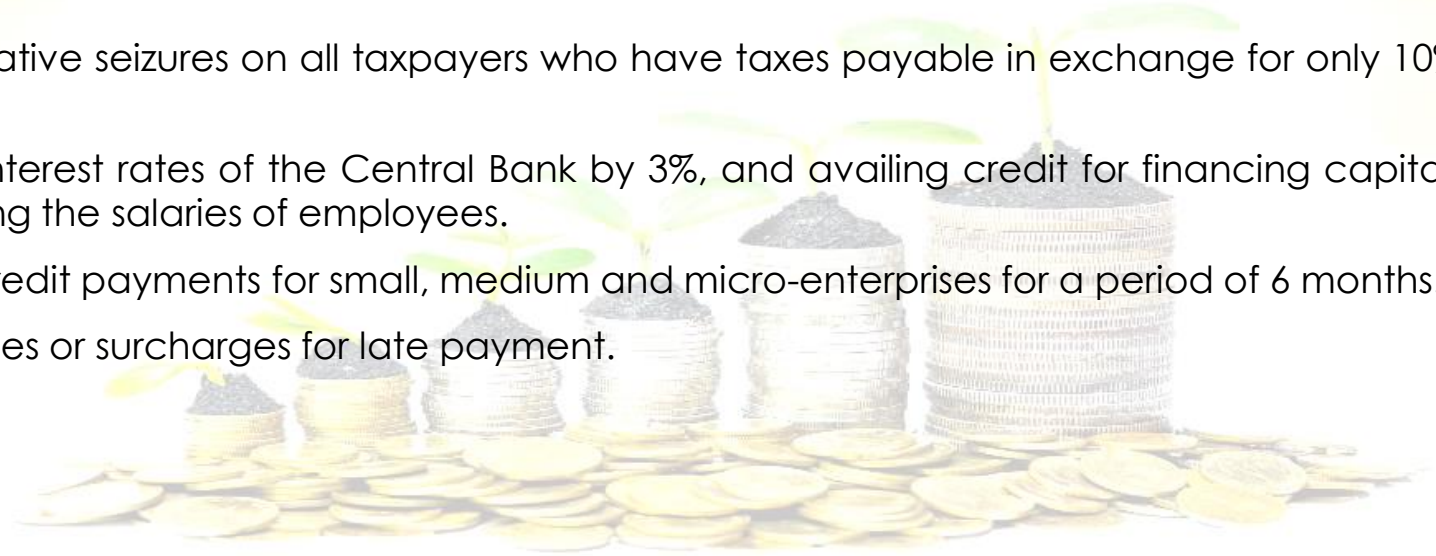 ative seizures on all taxpayers who have taxes payable in exchange for only 10%
nterest rates of the Central Bank by 3%, and availing credit for financing capita
ng the salaries of employees.
redit payments for small, medium and micro-enterprises for a period of 6 months
es or surcharges for late payment.